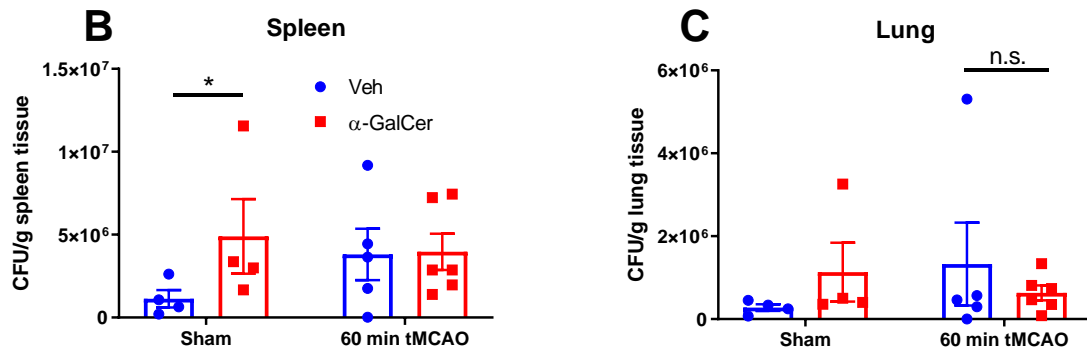 B
Spleen
CFU/g spleen tissue
1.5×10⁷
1×10⁷
5×10⁶
0
*
Veh
α-GalCer
Sham
60 min tMCAO
C
Lung
CFU/g lung tissue
6×10⁶
4×10⁶
2×10⁶
0
n.s.
Sham
60 min tMCAO